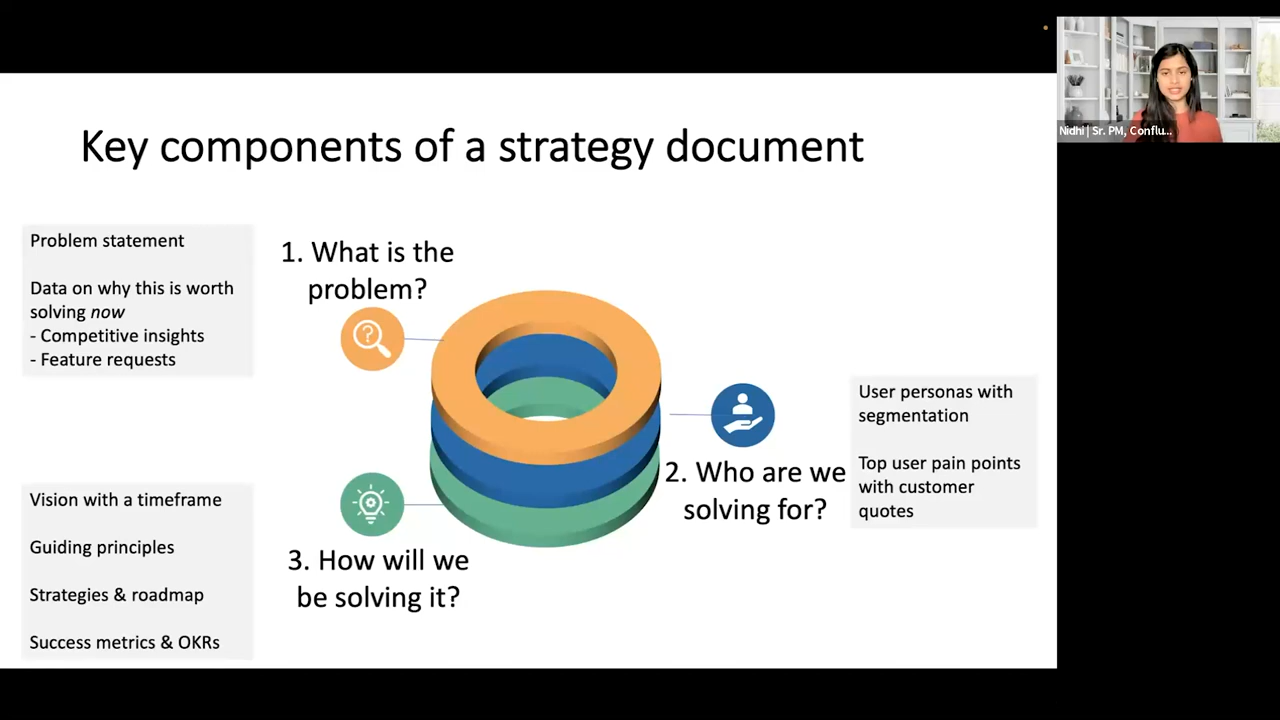 Key components of a strategy document
Problem statement
Data on why this is worth
solving now
- Competitive insights
- Feature requests
1. What is the
problem?
2. Who are we
solving for?
User personas with
segmentation
Top user pain points
with customer
quotes
3. How will we
be solving it?
Vision with a timeframe
Guiding principles
Strategies & roadmap
Success metrics & OKRs
?
Nidhi | Sr. PM, Conflu...